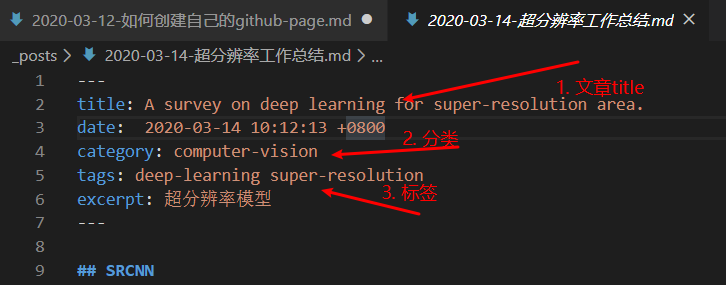 2020-03-12-如何创建自己的github-page.md ● 2020-03-14-超分辨率工作总结.md ×
_posts > 2020-03-14-超分辨率工作总结.md > ...
1 ---
2 title: A survey on deep learning for super-resolution area.
1. 文章title
3 date:  2020-03-14 10:12:13 +0800
2. 分类
4 category: computer-vision
5 tags: deep-learning super-resolution
3. 标签
6 excerpt: 超分辨率模型
7 ---
8
9 ## SRCNN